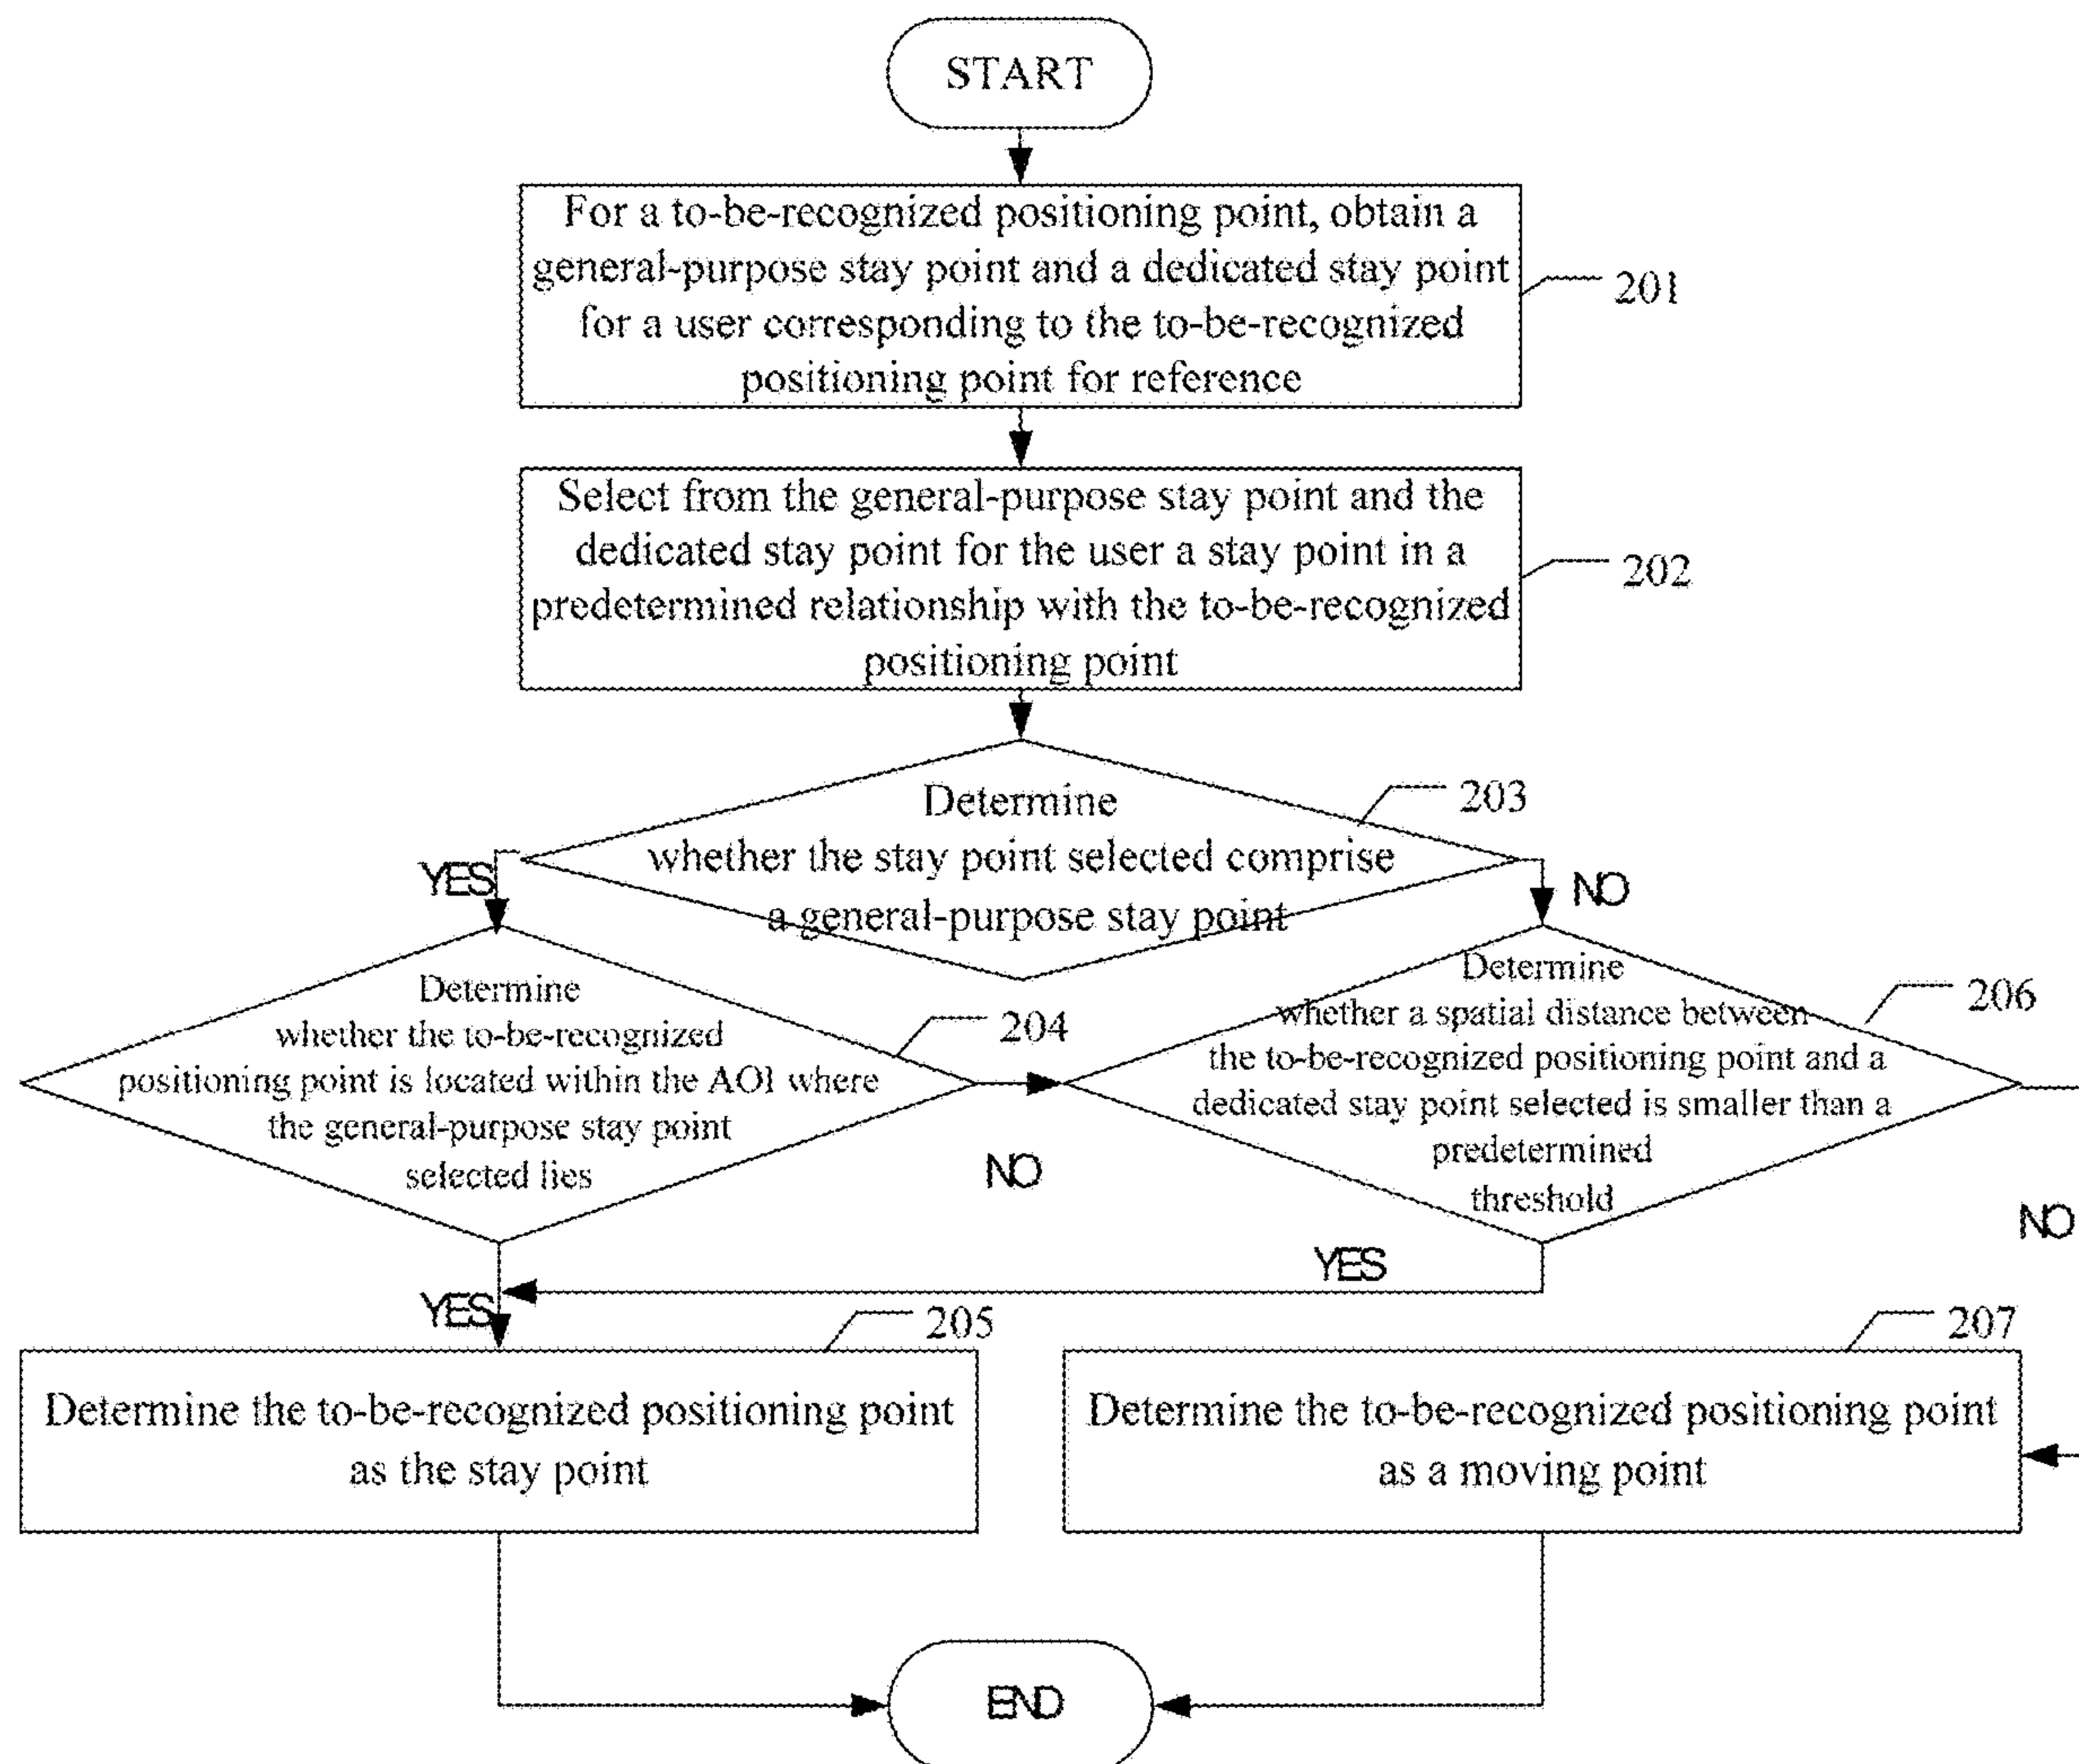 START
For a to-be-recognized positioning point, obtain a
general-purpose stay point and a dedicated stay point
for a user corresponding to the to-be-recognized
positioning point for reference
201
Select from the general-purpose stay point and the
dedicated stay point for the user a stay point in a
predetermined relationship with the to-be-recognized
positioning point
202
Determine
whether the stay point selected comprise
a general-purpose stay point
203
YES
NO
Determine
whether the to-be-recognized
positioning point is located within the AOI where
the general-purpose stay point
selected lies
204
NO
Determine
whether a spatial distance between
the to-be-recognized positioning point and a
dedicated stay point selected is smaller than a
predetermined
threshold
206
NO
YES
YES
205
Determine the to-be-recognized positioning point
as the stay point
207
Determine the to-be-recognized positioning point
as a moving point
END